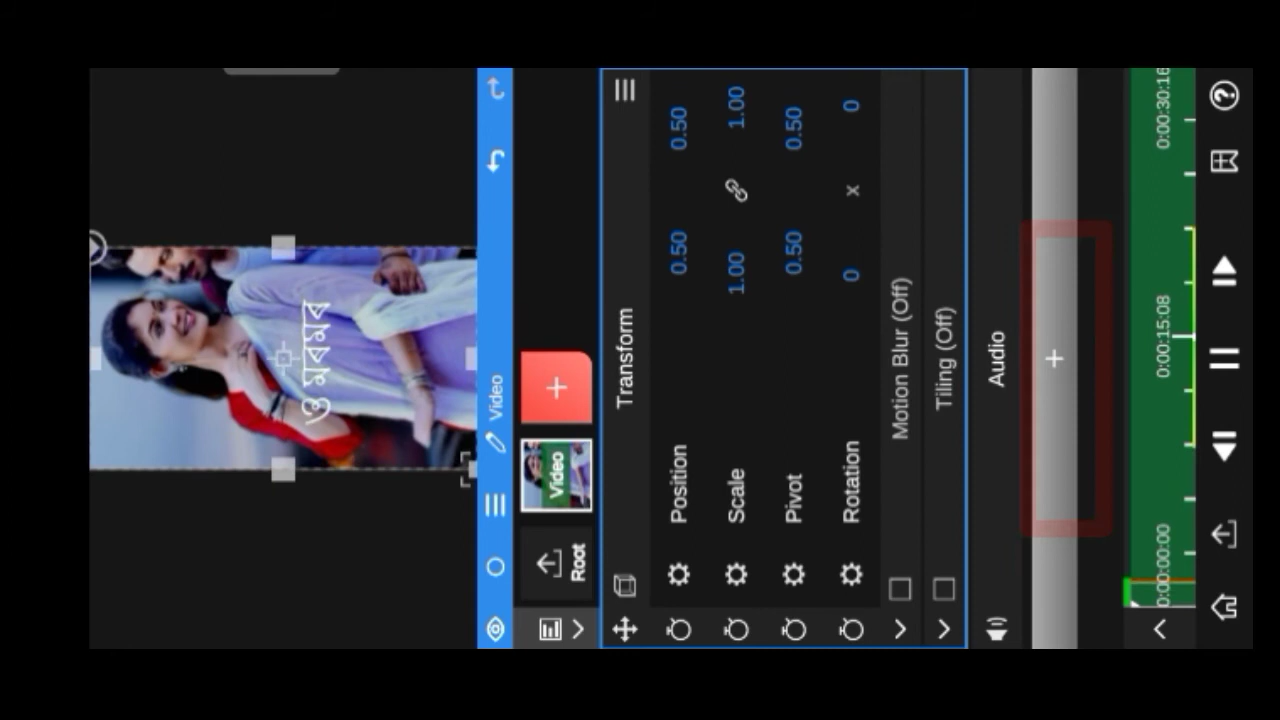 ও মবমব
Video
Root
Video
+
Transform
Position 0.50 0.50
Scale 1.00 1.00
Pivot 0.50 0.50
Rotation 0 x 0
Motion Blur (Off)
Tiling (Off)
Audio
+
0:00:00:00 0:00:15:08 0:00:30:16
?